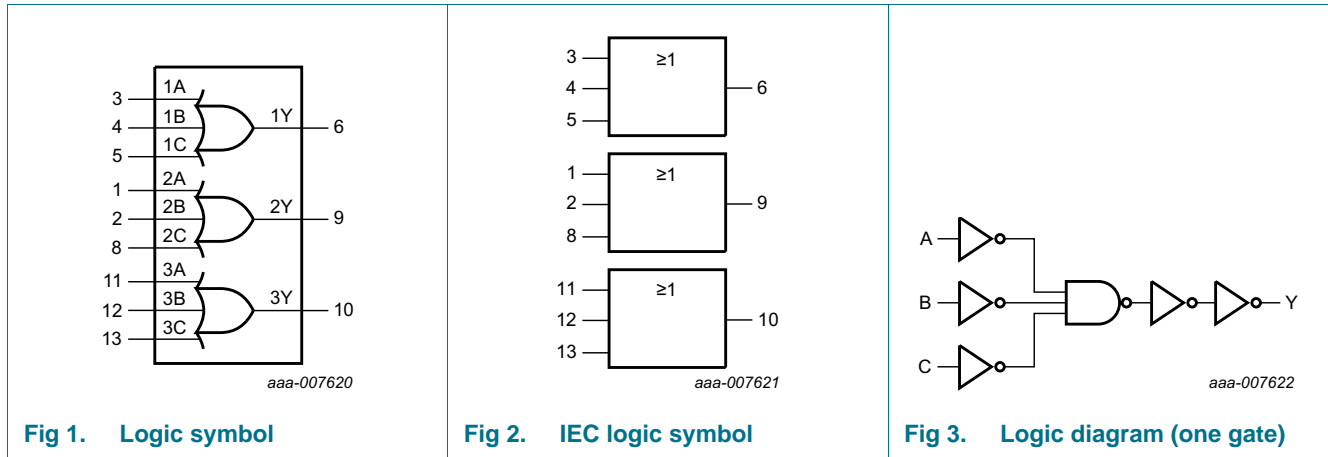 1A
3
1B
1Y
4
6
1C
5
2A
1
2B
2Y
2
9
2C
8
3A
11
3B
3Y
12
10
3C
13
aaa-007620
Fig 1. Logic symbol
3
≥1
4
6
5
1
≥1
2
9
8
11
≥1
12
10
13
aaa-007621
Fig 2. IEC logic symbol
A
B
Y
C
aaa-007622
Fig 3. Logic diagram (one gate)